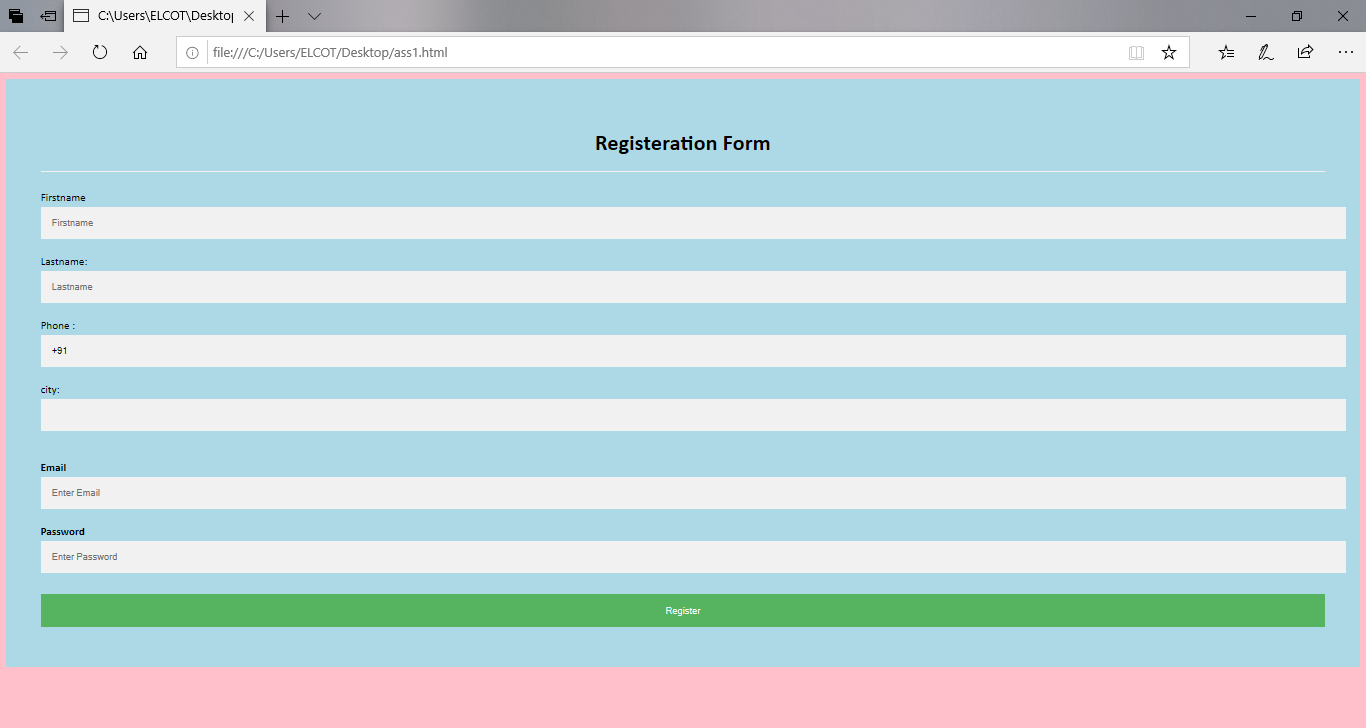 C:\Users\ELCOT\Deskto
file:///C:/Users/ELCOT/Desktop/ass1.html
Registeration Form
Firstname
Firstname
Lastname:
Lastname
Phone :
+91
city:
Email
Enter Email
Password
Enter Password
Register